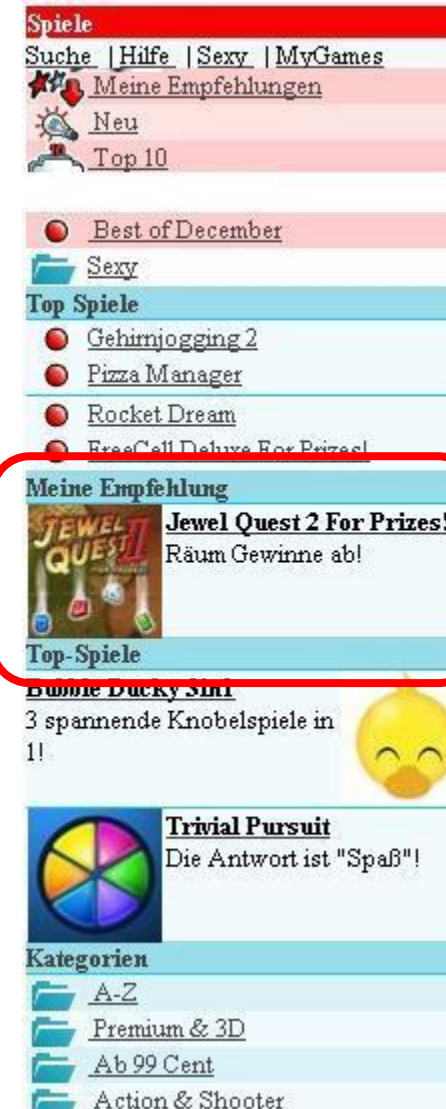 Spiele
Suche | Hilfe | Sexy | MyGames
Meine Empfehlungen
Neu
Top 10
Best of December
Sexy
Top Spiele
Gehirnjogging 2
Pizza Manager
Rocket Dream
FreeCell Deluxe For Prizes!
Meine Empfehlung
JEWEL QUEST II
Jewel Quest 2 For Prizes!
Räum Gewinne ab!
Top-Spiele
Bubble Ducky 3in1
3 spannende Knobelspiele in
1!
Trivial Pursuit
Die Antwort ist "Spaß"!
Kategorien
A-Z
Premium & 3D
Ab 99 Cent
Action & Shooter